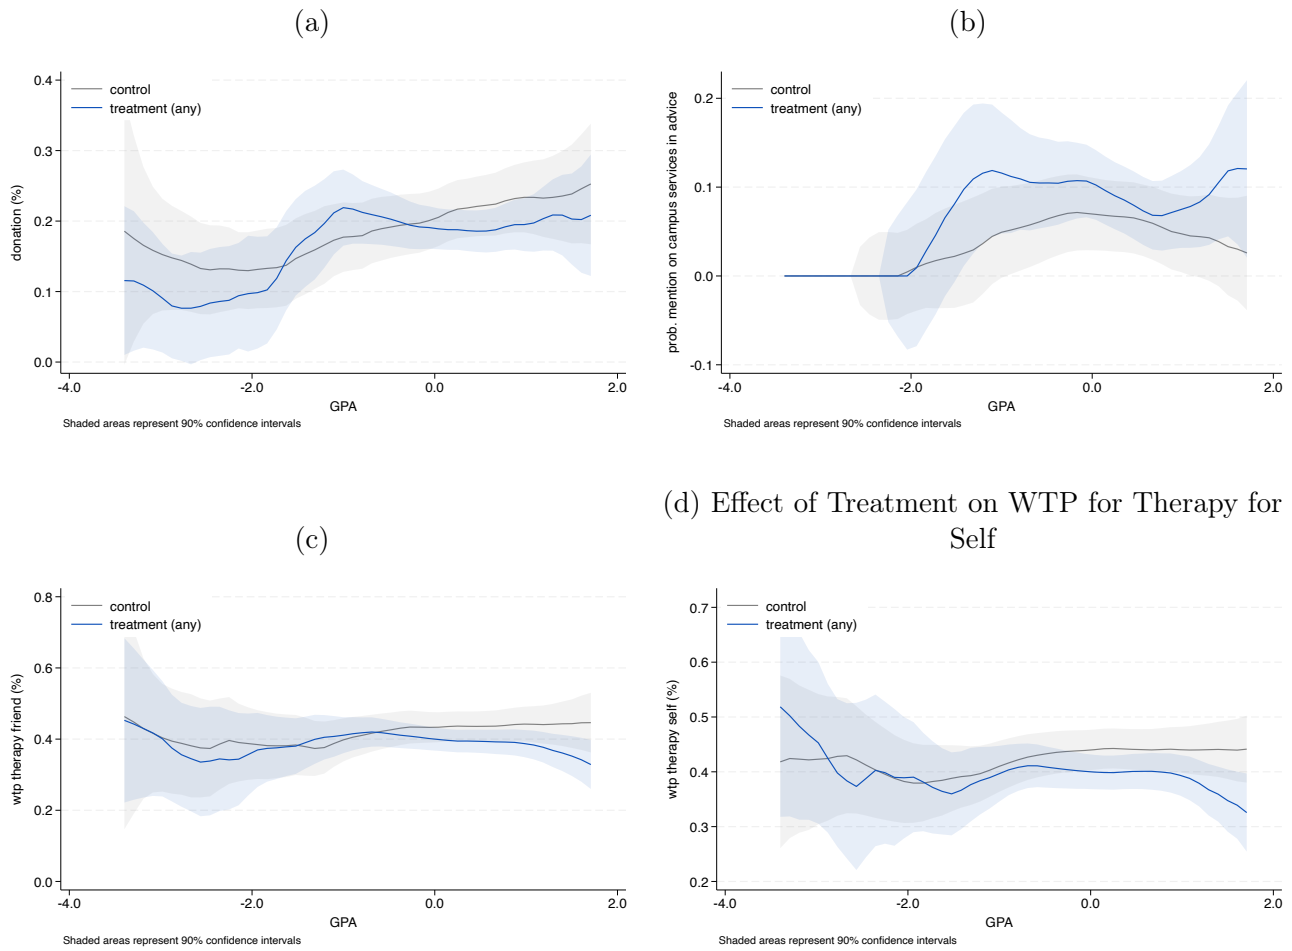 (a)
0.4
0.3
0.2
0.1
0.0
donation (%)
control
treatment (any)
-4.0
-2.0
0.0
2.0
GPA
Shaded areas represent 90% confidence intervals
(b)
0.2
0.1
0.0
-0.1
prob. mention on campus services in advice
control
treatment (any)
-4.0
-2.0
0.0
2.0
GPA
Shaded areas represent 90% confidence intervals
(c)
0.8
0.6
0.4
0.2
0.0
wtp therapy friend (%)
control
treatment (any)
-4.0
-2.0
0.0
2.0
GPA
Shaded areas represent 90% confidence intervals
(d) Effect of Treatment on WTP for Therapy for
Self
0.7
0.6
0.5
0.4
0.3
0.2
wtp therapy self (%)
control
treatment (any)
-4.0
-2.0
0.0
2.0
GPA
Shaded areas represent 90% confidence intervals